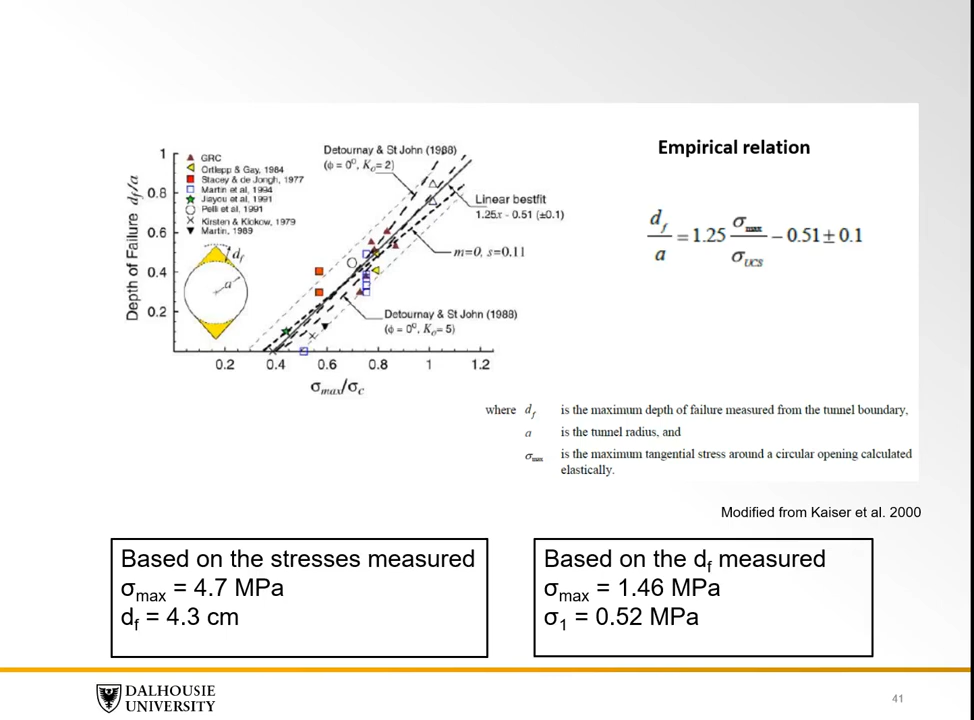 Depth of Failure d_f/a
1
0.8
0.6
0.4
0.2
GRC
Ortlepp & Gay, 1984
Stacey & de Jongh, 1977
Martin et al, 1994
Jiayou et al, 1991
Pelli et al, 1991
Kirsten & Klokow, 1979
Martin, 1989
d_f
a
Detournay & St John (1988)
(ϕ = 0⁰, K_o= 2)
Linear bestfit
1.25x - 0.51 (±0.1)
m=0, s=0.11
Detournay & St John (1988)
(ϕ = 0⁰, K_o= 5)
0.2 0.4 0.6 0.8 1 1.2
σ_max/σ_c
Empirical relation
d_f/a = 1.25 σ_max/σ_UCS − 0.51 ± 0.1
where d_f is the maximum depth of failure measured from the tunnel boundary,
a is the tunnel radius, and
σ_max is the maximum tangential stress around a circular opening calculated
elastically.
Modified from Kaiser et al. 2000
Based on the stresses measured
σ_max = 4.7 MPa
d_f = 4.3 cm
Based on the d_f measured
σ_max = 1.46 MPa
σ_1 = 0.52 MPa
DALHOUSIE
UNIVERSITY
41